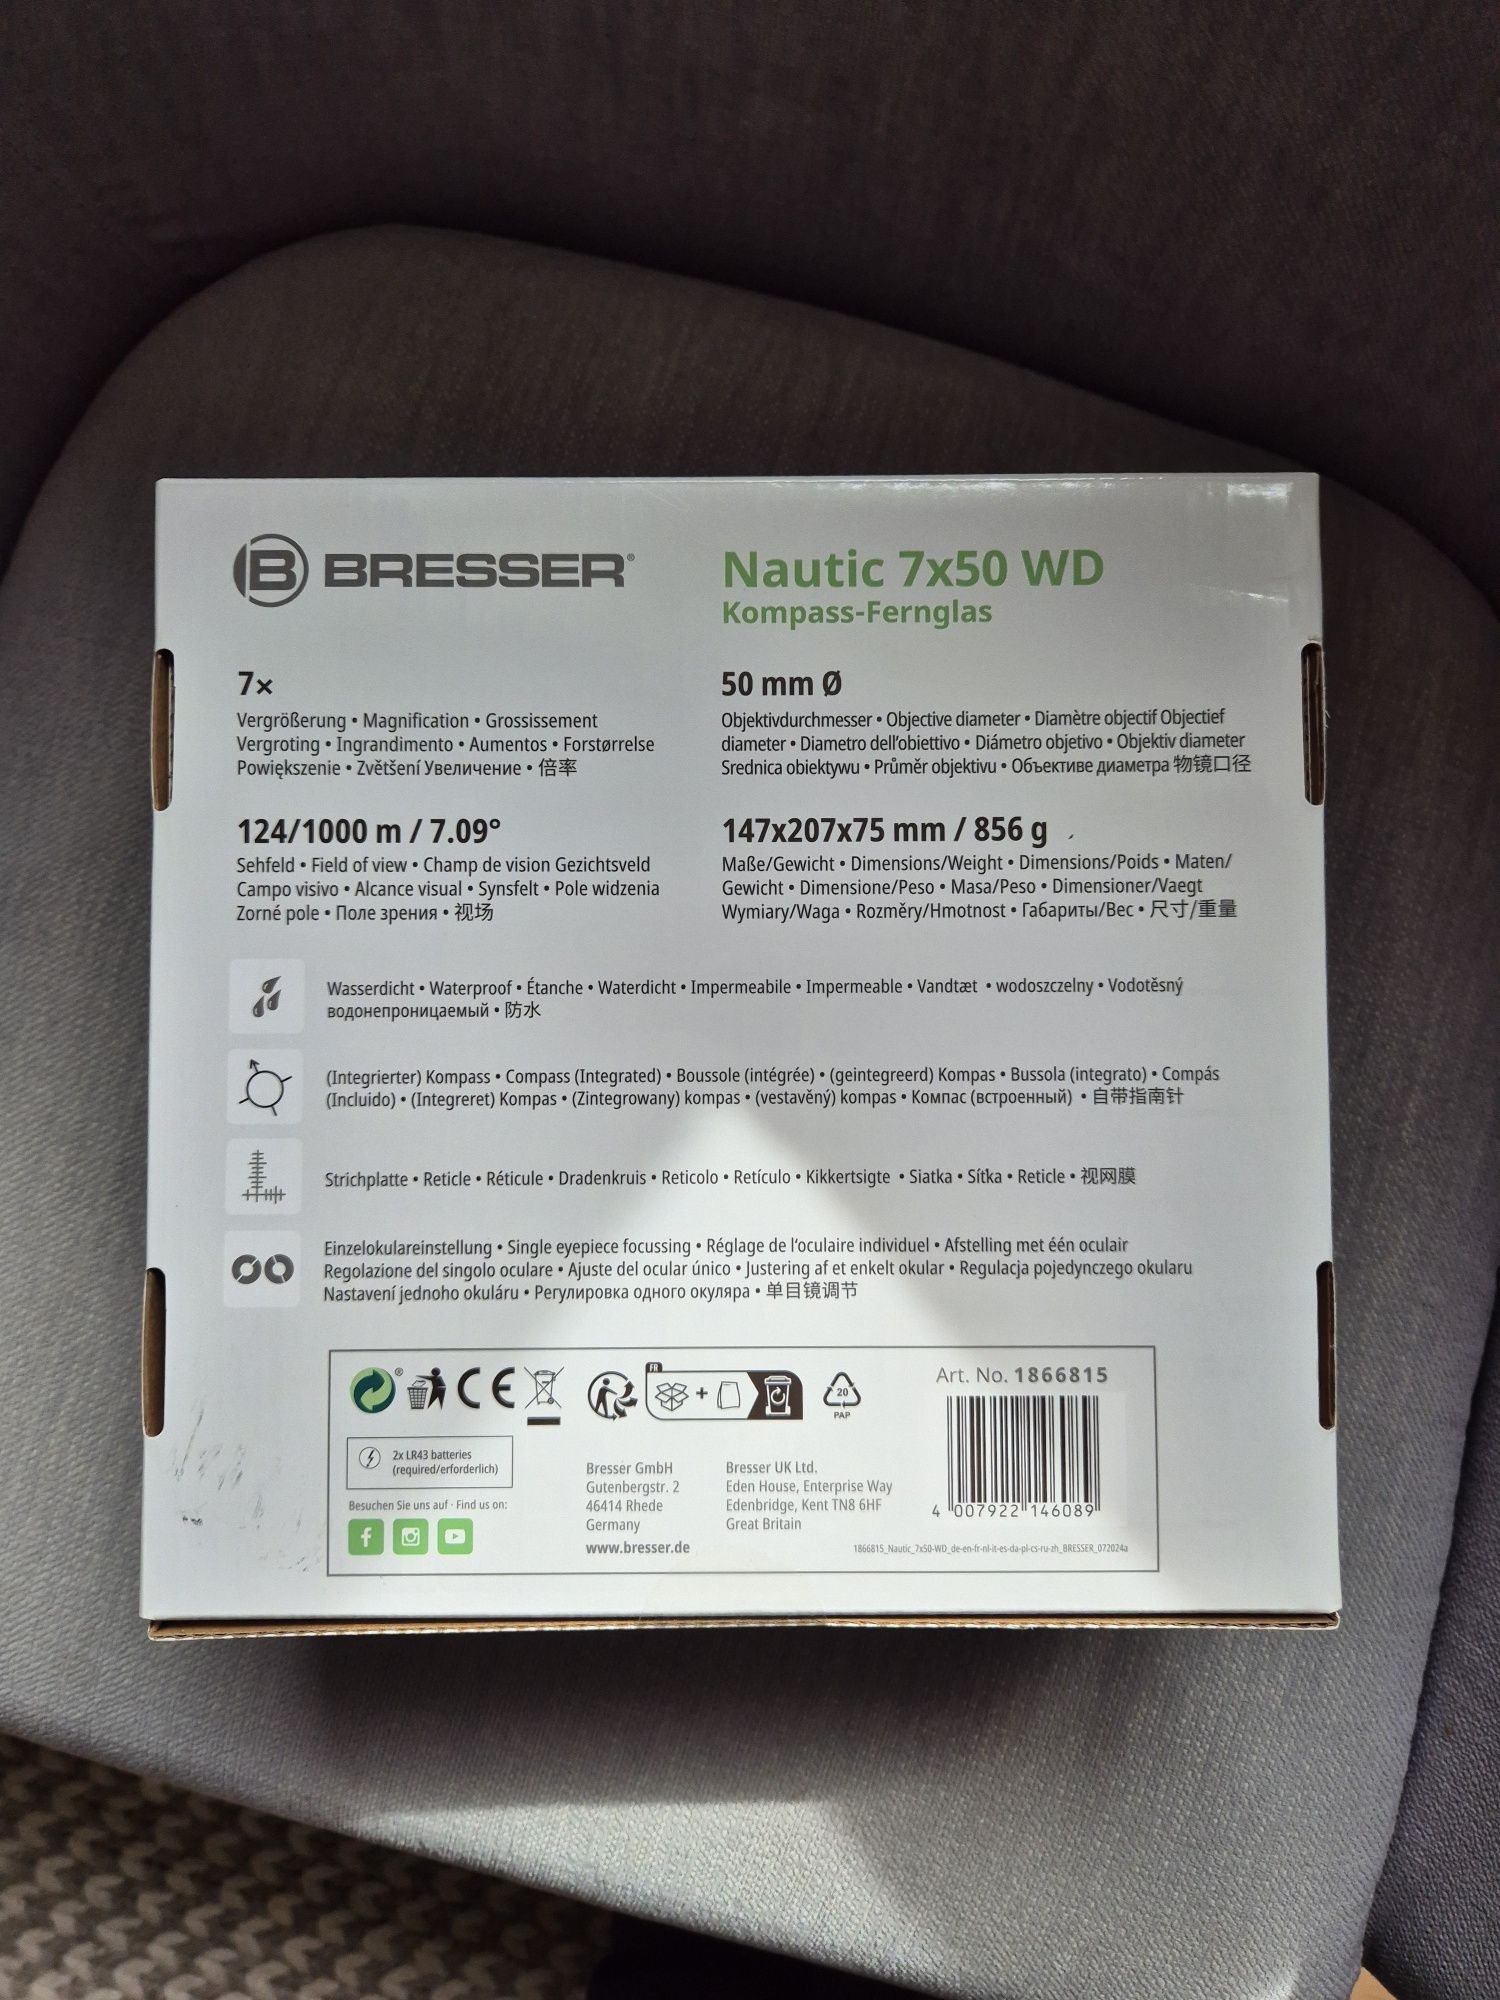 B BRESSER®
Nautic 7x50 WD
Kompass-Fernglas
7×
Vergrößerung • Magnification • Grossissement
Vergroting • Ingrandimento • Aumentos • Forstørrelse
Powiększenie • Zvětšení Увеличение • 倍率
50 mm Ø
Objektivdurchmesser • Objective diameter • Diamètre objectif Objectief
diameter • Diametro dell'obiettivo • Diámetro objetivo • Objektiv diameter
Srednica obiektywu • Průměr objektivu • Объективе диаметра 物镜口径
124/1000 m / 7.09°
Sehfeld • Field of view • Champ de vision Gezichtsveld
Campo visivo • Alcance visual • Synsfelt • Pole widzenia
Zorné pole • Поле зрения • 视场
147x207x75 mm / 856 g
Maße/Gewicht • Dimensions/Weight • Dimensions/Poids • Maten/
Gewicht • Dimensione/Peso • Masa/Peso • Dimensioner/Vaegt
Wymiary/Waga • Rozměry/Hmotnost • Габариты/Вес • 尺寸/重量
Wasserdicht • Waterproof • Étanche • Waterdicht • Impermeabile • Impermeable • Vandtæt • wodoszczelny • Vodotěsný
водонепроницаемый • 防水
(Integrierter) Kompass • Compass (Integrated) • Boussole (intégrée) • (geintegreerd) Kompas • Bussola (integrato) • Compás
(Incluido) • (Integreret) Kompas • (Zintegrowany) kompas • (vestavěný) kompas • Компас (встроенный) • 自带指南针
Strichplatte • Reticle • Réticule • Dradenkruis • Reticolo • Retículo • Kikkertsigte • Siatka • Síťka • Reticle • 视网膜
Einzelokulareinstellung • Single eyepiece focussing • Réglage de l'oculaire individuel • Afstelling met één oculair
Regolazione del singolo oculare • Ajuste del ocular único • Justering af et enkelt okular • Regulacja pojedynczego okularu
Nastavení jednoho okuláru • Регулировка одного окуляра • 单目镜调节
® CE
FR
20
PAP
Art. No. 1866815
2x LR43 batteries
(required/erforderlich)
Besuchen Sie uns auf · Find us on:
Bresser GmbH
Gutenbergstr. 2
46414 Rhede
Germany
www.bresser.de
Bresser UK Ltd.
Eden House, Enterprise Way
Edenbridge, Kent TN8 6HF
Great Britain
4 007922 146089
1866815_Nautic_7x50-WD_de-en-fr-nl-it-es-da-pl-cs-ru-zh_BRESSER_072024a